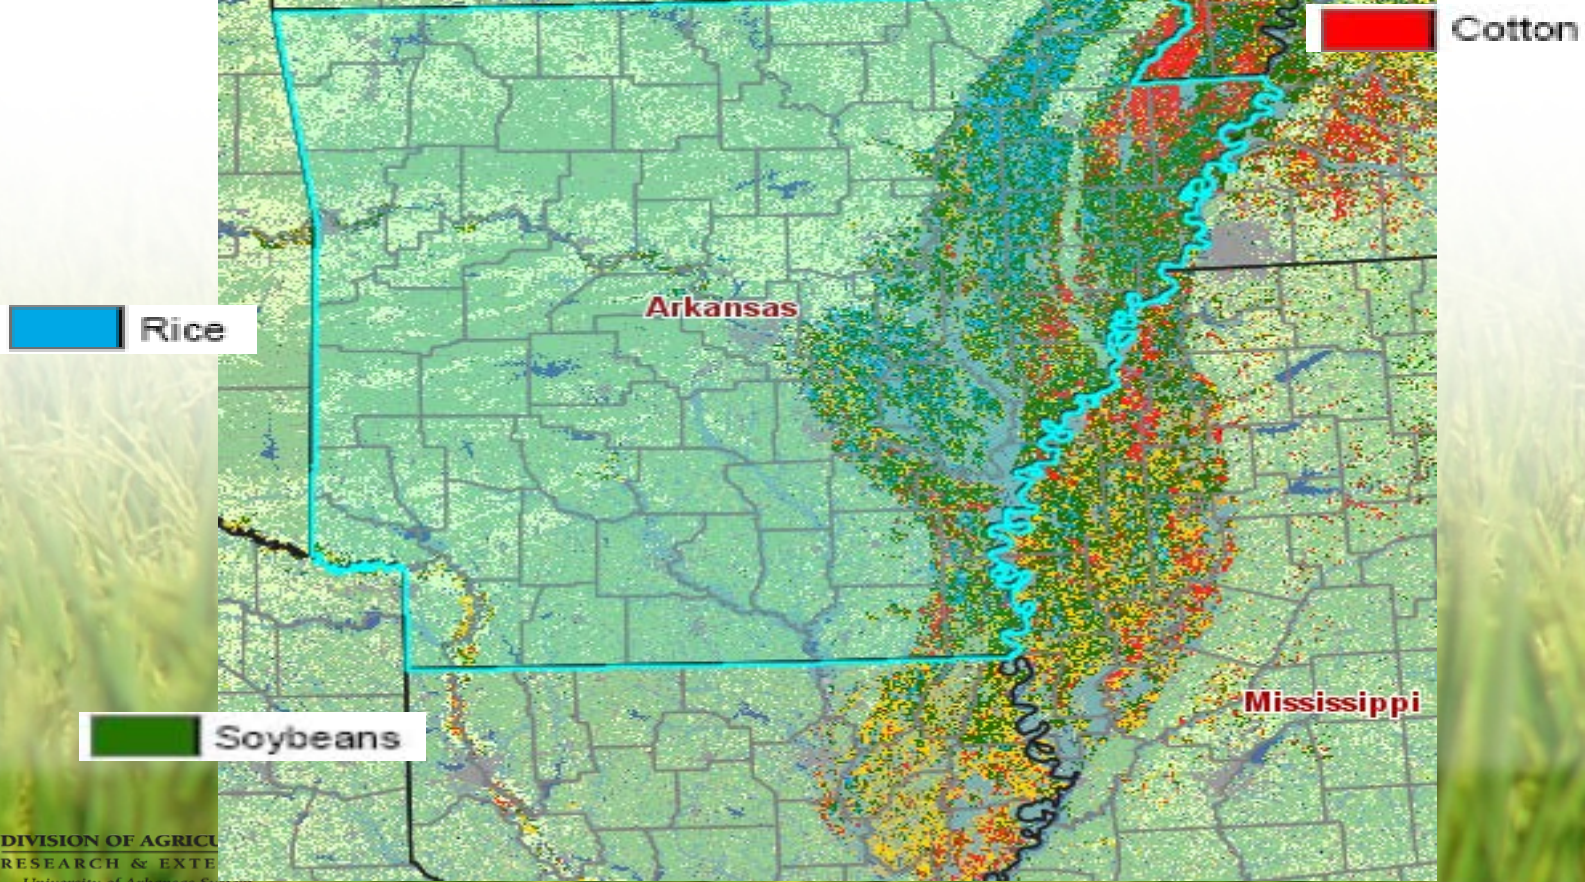 Cotton
Arkansas
Rice
Mississippi
Soybeans
DIVISION OF AGRICU
RESEARCH & EXTE